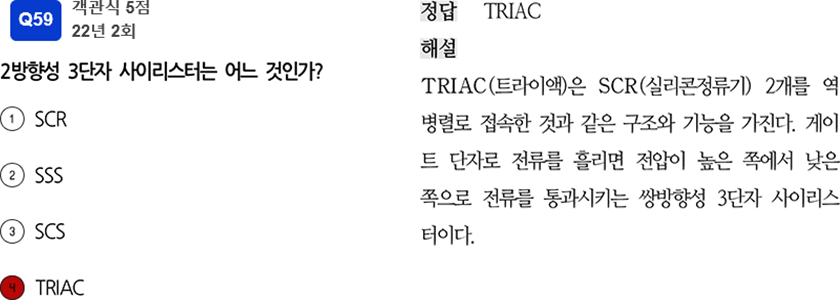 Q59
객관식 5점
22년 2회
2방향성 3단자 사이리스터는 어느 것인가?
1 SCR
2 SSS
3 SCS
4 TRIAC
정답 TRIAC
해설
TRIAC(트라이액)은 SCR(실리콘정류기) 2개를 역
병렬로 접속한 것과 같은 구조와 기능을 가진다. 게이
트 단자로 전류를 흘리면 전압이 높은 쪽에서 낮은
쪽으로 전류를 통과시키는 쌍방향성 3단자 사이리스
터이다.